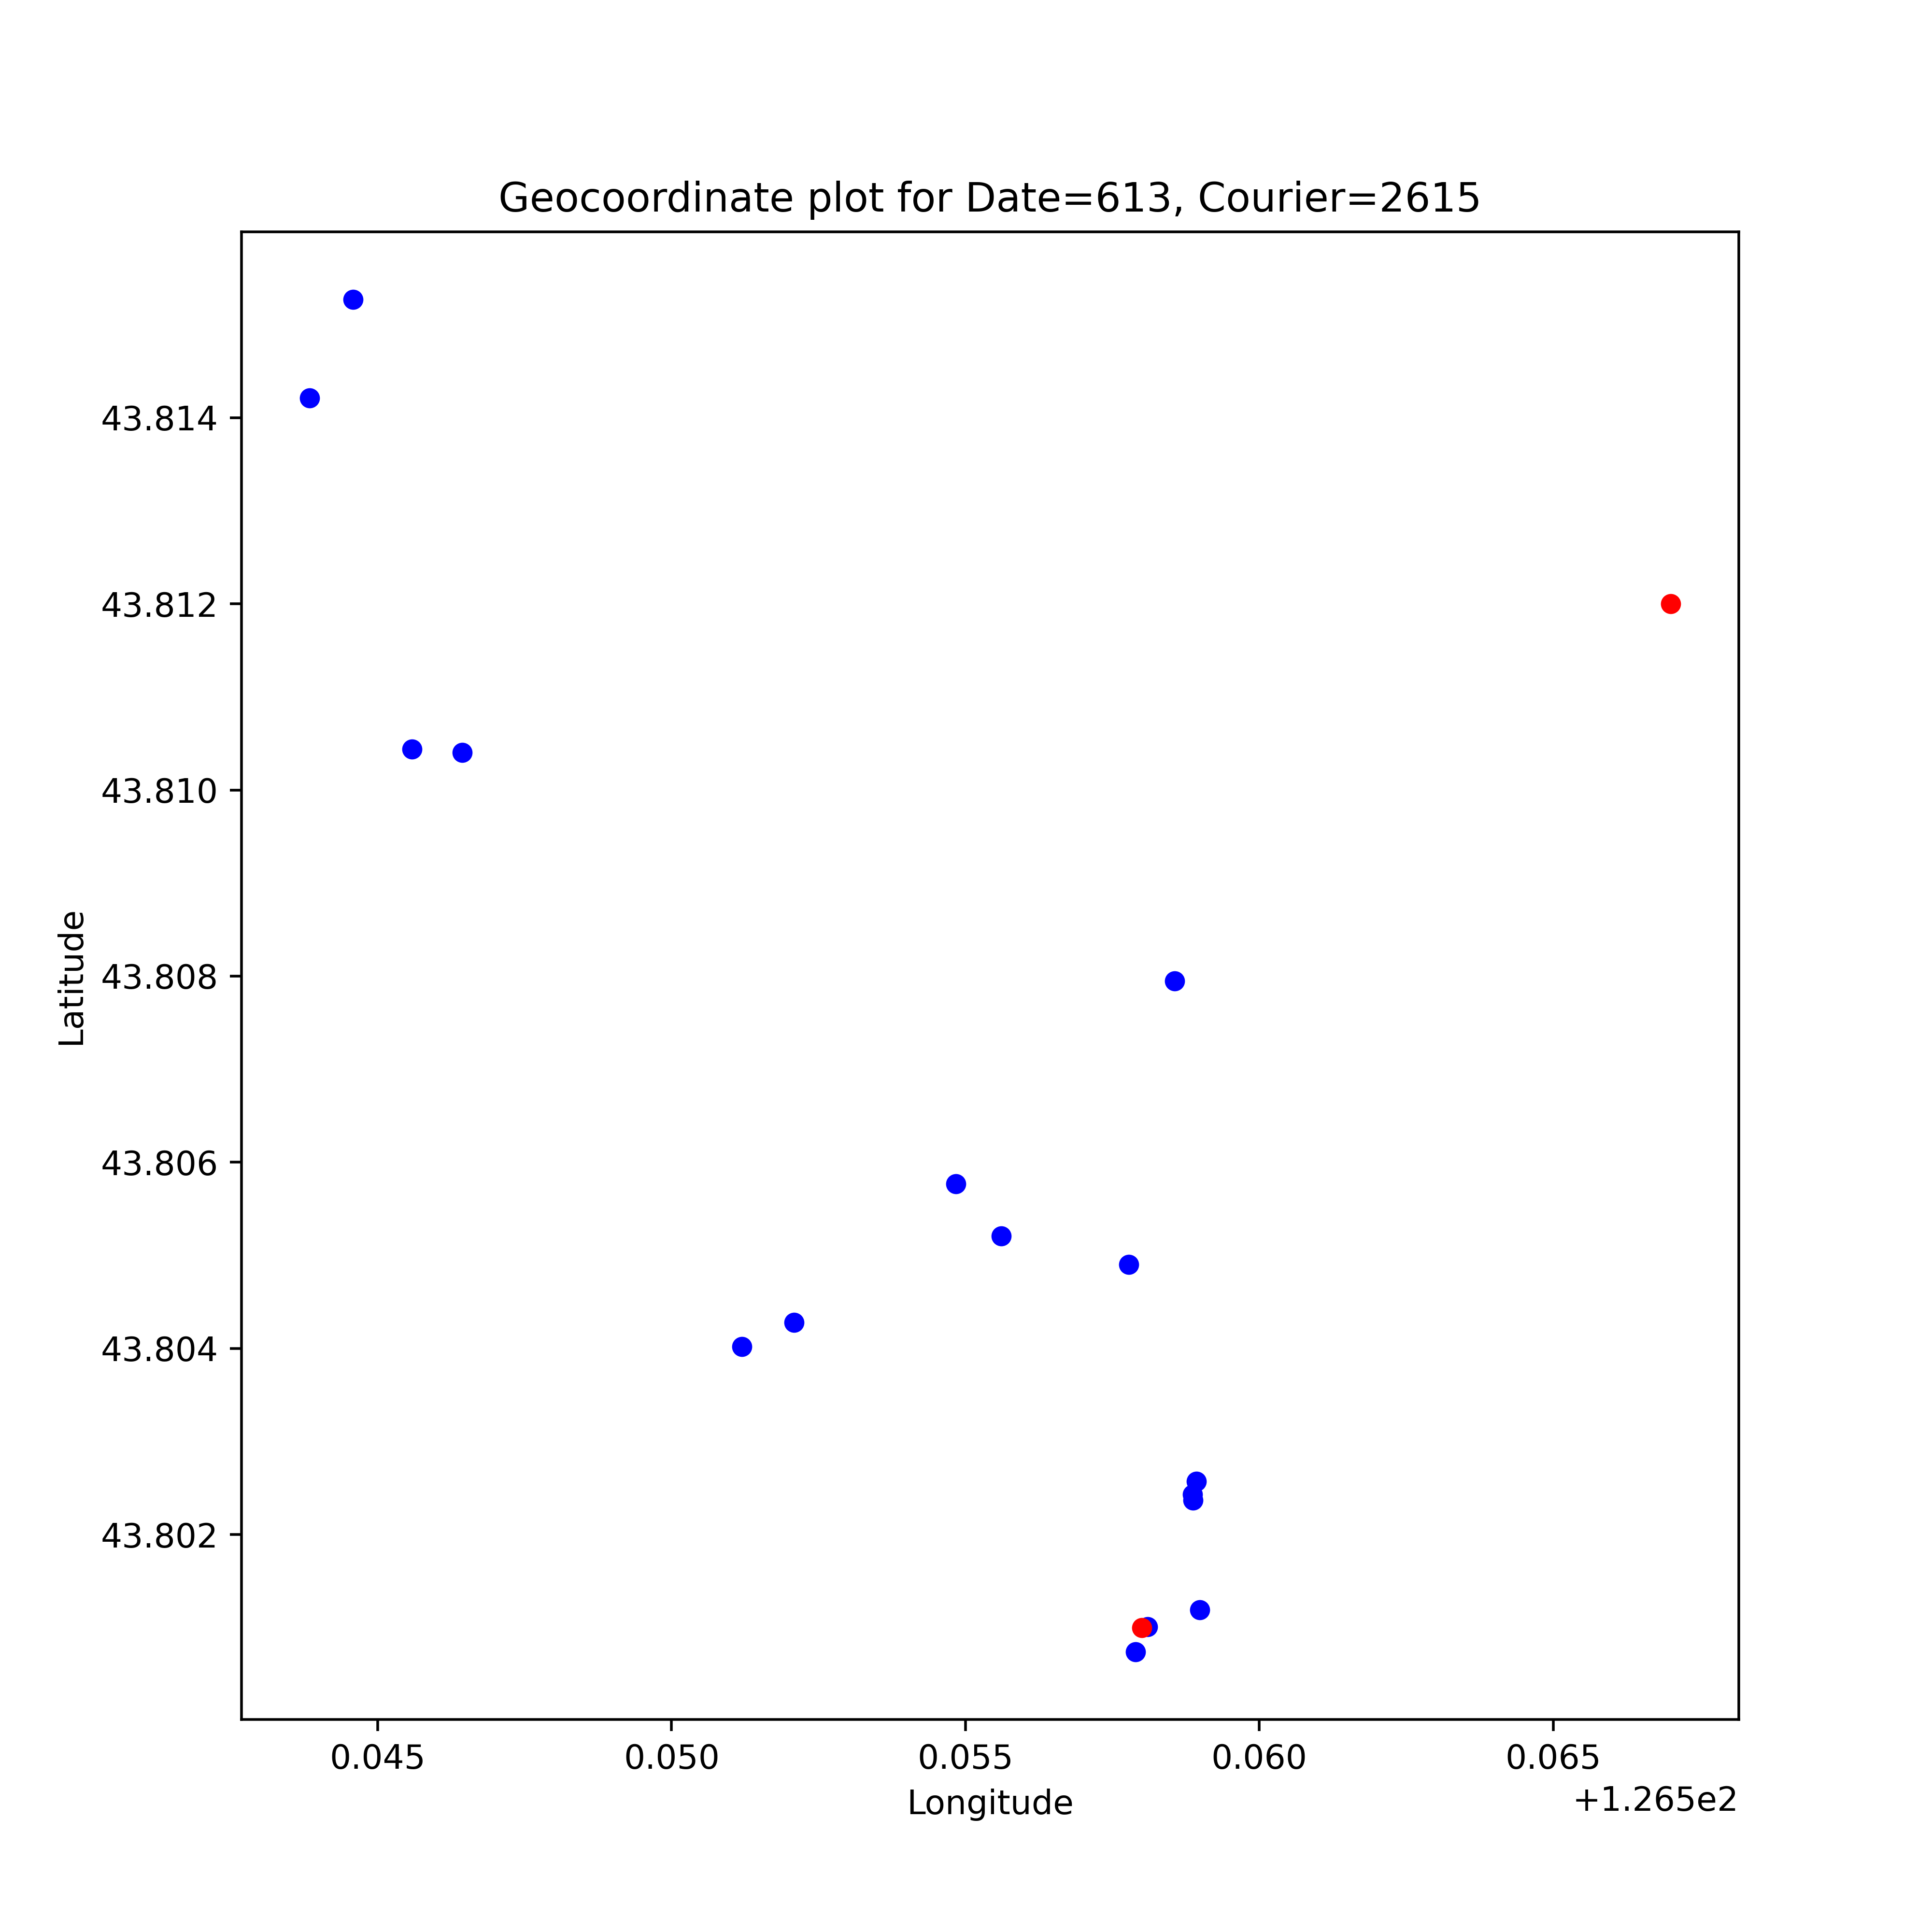 Geocoordinate plot for Date=613, Courier=2615
43.814
43.812
43.810
43.808
43.806
43.804
43.802
Latitude
0.045 0.050 0.055 0.060 0.065
+1.265e2
Longitude